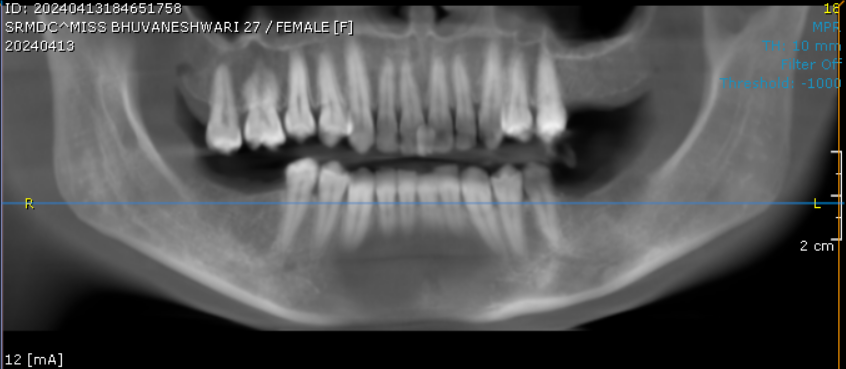 ID: 20240413184651758
SRMDC^MISS BHUVANESHWARI 27 / FEMALE [F]
20240413
18
MPR
TH: 10 mm
Filter Off
Threshold: -1000
R
L
2 cm
12 [mA]